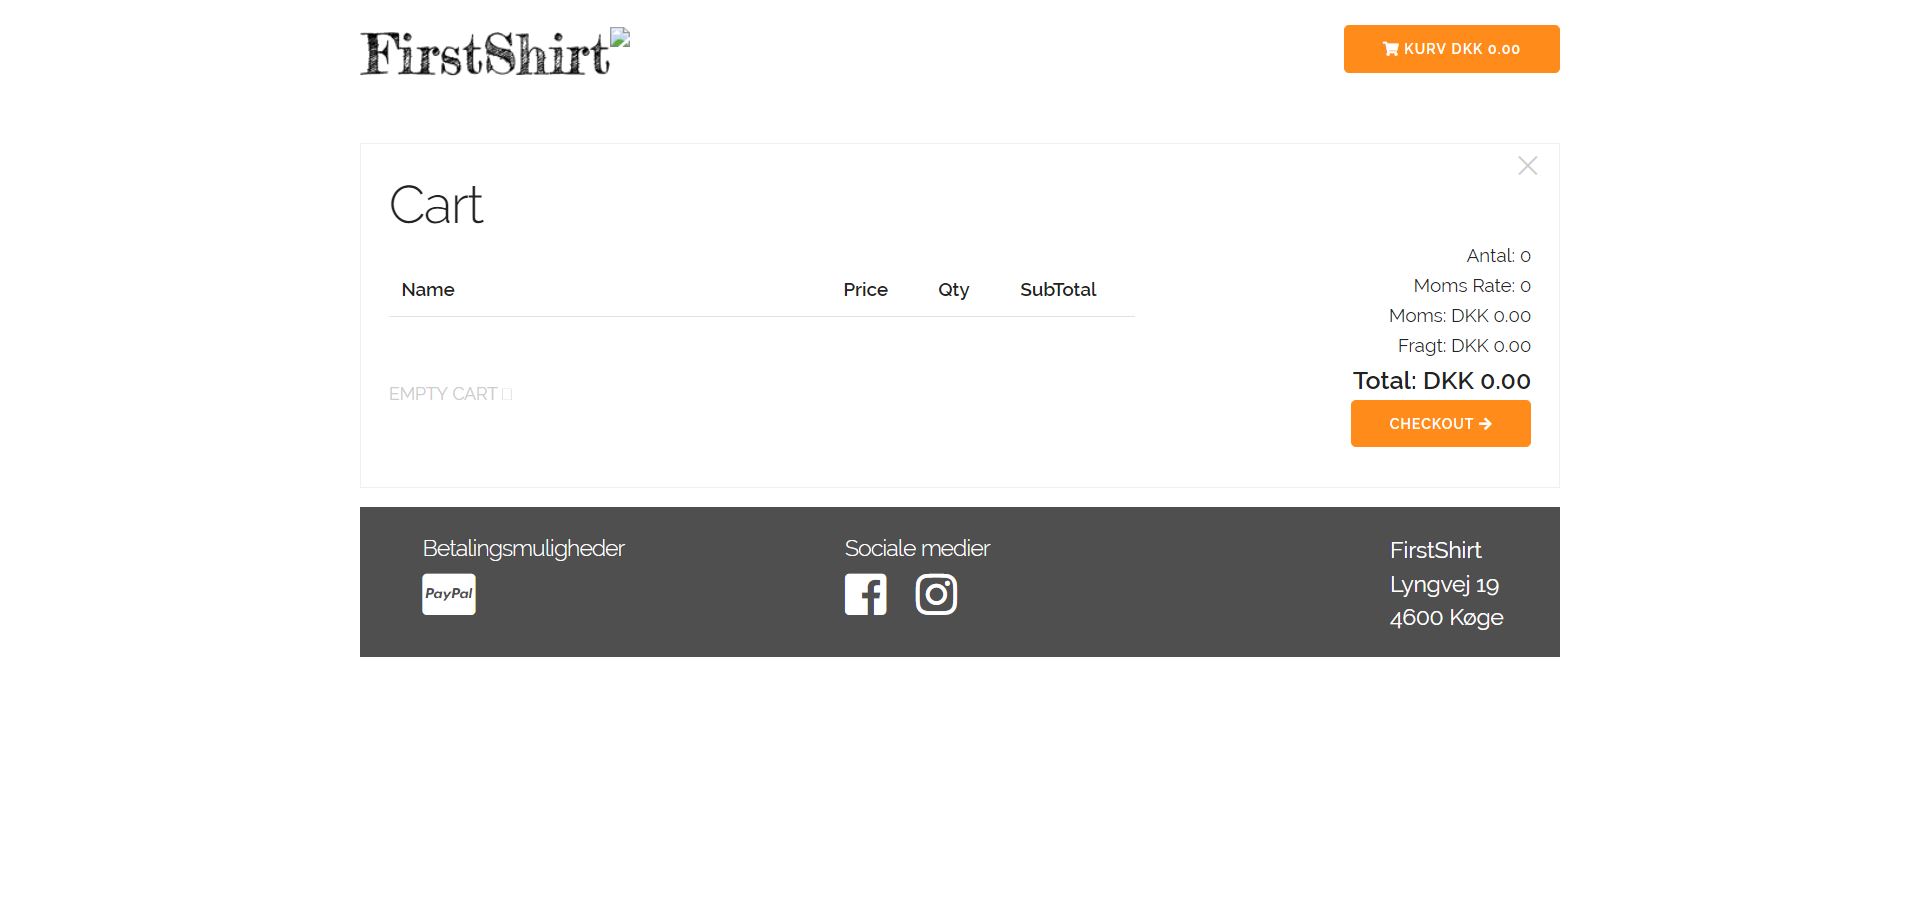 FirstShirt
KURV DKK 0.00
Cart
Name Price Qty SubTotal
EMPTY CART
Antal: 0
Moms Rate: 0
Moms: DKK 0.00
Fragt: DKK 0.00
Total: DKK 0.00
CHECKOUT
Betalingsmuligheder
PayPal
Sociale medier
FirstShirt
Lyngvej 19
4600 Køge